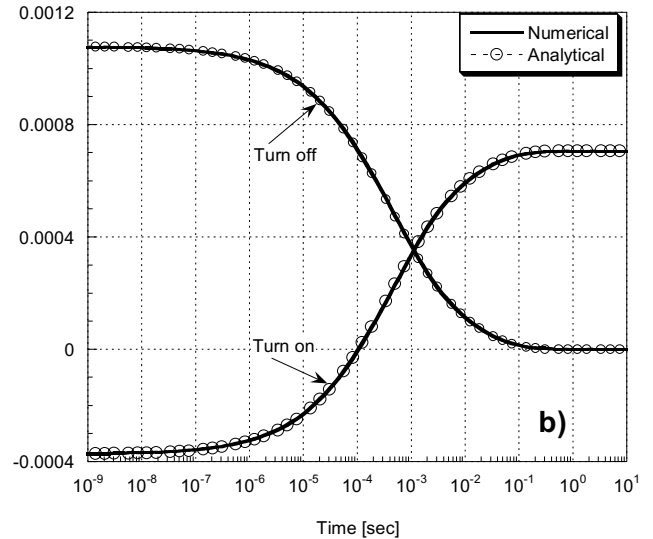 0.0012
Numerical
Analytical
0.0008
Turn off
0.0004
0
Turn on
b)
-0.0004
10⁻⁹ 10⁻⁸ 10⁻⁷ 10⁻⁶ 10⁻⁵ 10⁻⁴ 10⁻³ 10⁻² 10⁻¹ 10⁰ 10¹
Time [sec]